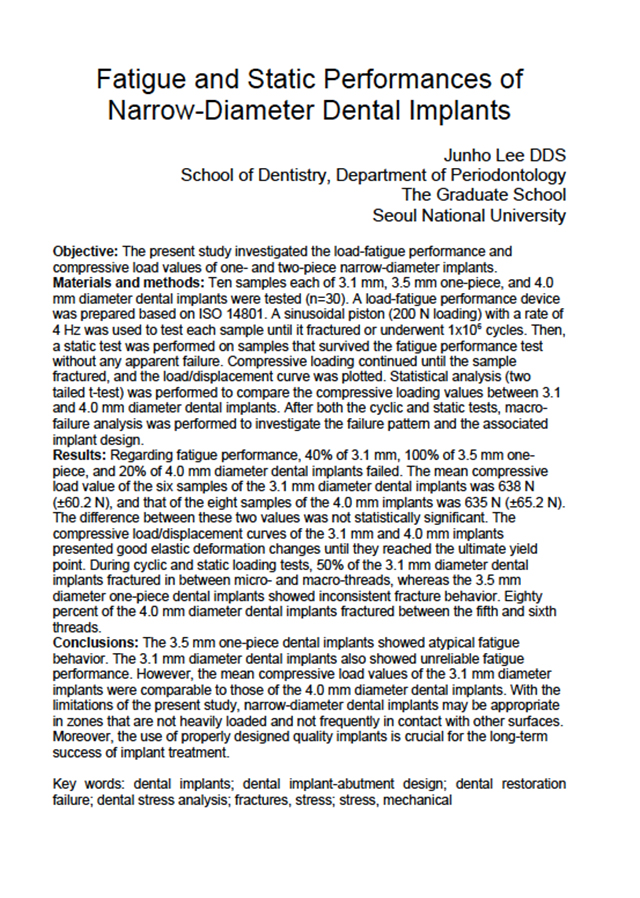 Fatigue and Static Performances of
Narrow-Diameter Dental Implants
Junho Lee DDS
School of Dentistry, Department of Periodontology
The Graduate School
Seoul National University
Objective: The present study investigated the load-fatigue performance and
compressive load values of one- and two-piece narrow-diameter implants.
Materials and methods: Ten samples each of 3.1 mm, 3.5 mm one-piece, and 4.0
mm diameter dental implants were tested (n=30). A load-fatigue performance device
was prepared based on ISO 14801. A sinusoidal piston (200 N loading) with a rate of
4 Hz was used to test each sample until it fractured or underwent 1x10⁶ cycles. Then,
a static test was performed on samples that survived the fatigue performance test
without any apparent failure. Compressive loading continued until the sample
fractured, and the load/displacement curve was plotted. Statistical analysis (two
tailed t-test) was performed to compare the compressive loading values between 3.1
and 4.0 mm diameter dental implants. After both the cyclic and static tests, macro-
failure analysis was performed to investigate the failure pattern and the associated
implant design.
Results: Regarding fatigue performance, 40% of 3.1 mm, 100% of 3.5 mm one-
piece, and 20% of 4.0 mm diameter dental implants failed. The mean compressive
load value of the six samples of the 3.1 mm diameter dental implants was 638 N
(±60.2 N), and that of the eight samples of the 4.0 mm implants was 635 N (±65.2 N).
The difference between these two values was not statistically significant. The
compressive load/displacement curves of the 3.1 mm and 4.0 mm implants
presented good elastic deformation changes until they reached the ultimate yield
point. During cyclic and static loading tests, 50% of the 3.1 mm diameter dental
implants fractured in between micro- and macro-threads, whereas the 3.5 mm
diameter one-piece dental implants showed inconsistent fracture behavior. Eighty
percent of the 4.0 mm diameter dental implants fractured between the fifth and sixth
threads.
Conclusions: The 3.5 mm one-piece dental implants showed atypical fatigue
behavior. The 3.1 mm diameter dental implants also showed unreliable fatigue
performance. However, the mean compressive load values of the 3.1 mm diameter
implants were comparable to those of the 4.0 mm diameter dental implants. With the
limitations of the present study, narrow-diameter dental implants may be appropriate
in zones that are not heavily loaded and not frequently in contact with other surfaces.
Moreover, the use of properly designed quality implants is crucial for the long-term
success of implant treatment.
Key words: dental implants; dental implant-abutment design; dental restoration
failure; dental stress analysis; fractures, stress; stress, mechanical